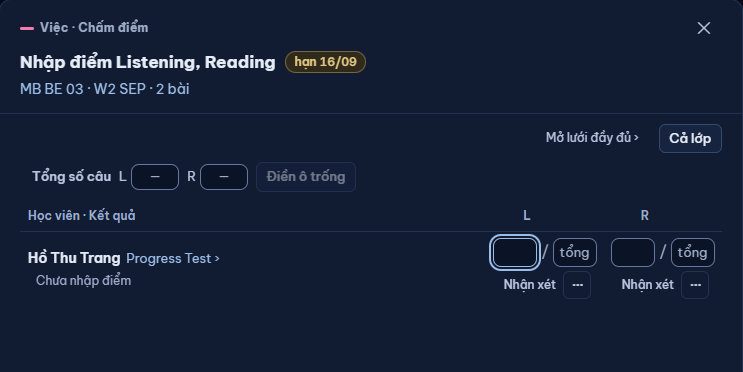 Việc · Chấm điểm
Nhập điểm Listening, Reading hạn 16/09
MB BE 03 · W2 SEP · 2 bài
Mở lưới đầy đủ › Cả lớp
Tổng số câu L — R — Điền ô trống
Học viên · Kết quả L R
Hồ Thu Trang Progress Test › / tổng / tổng
Chưa nhập điểm
Nhận xét ... Nhận xét ...